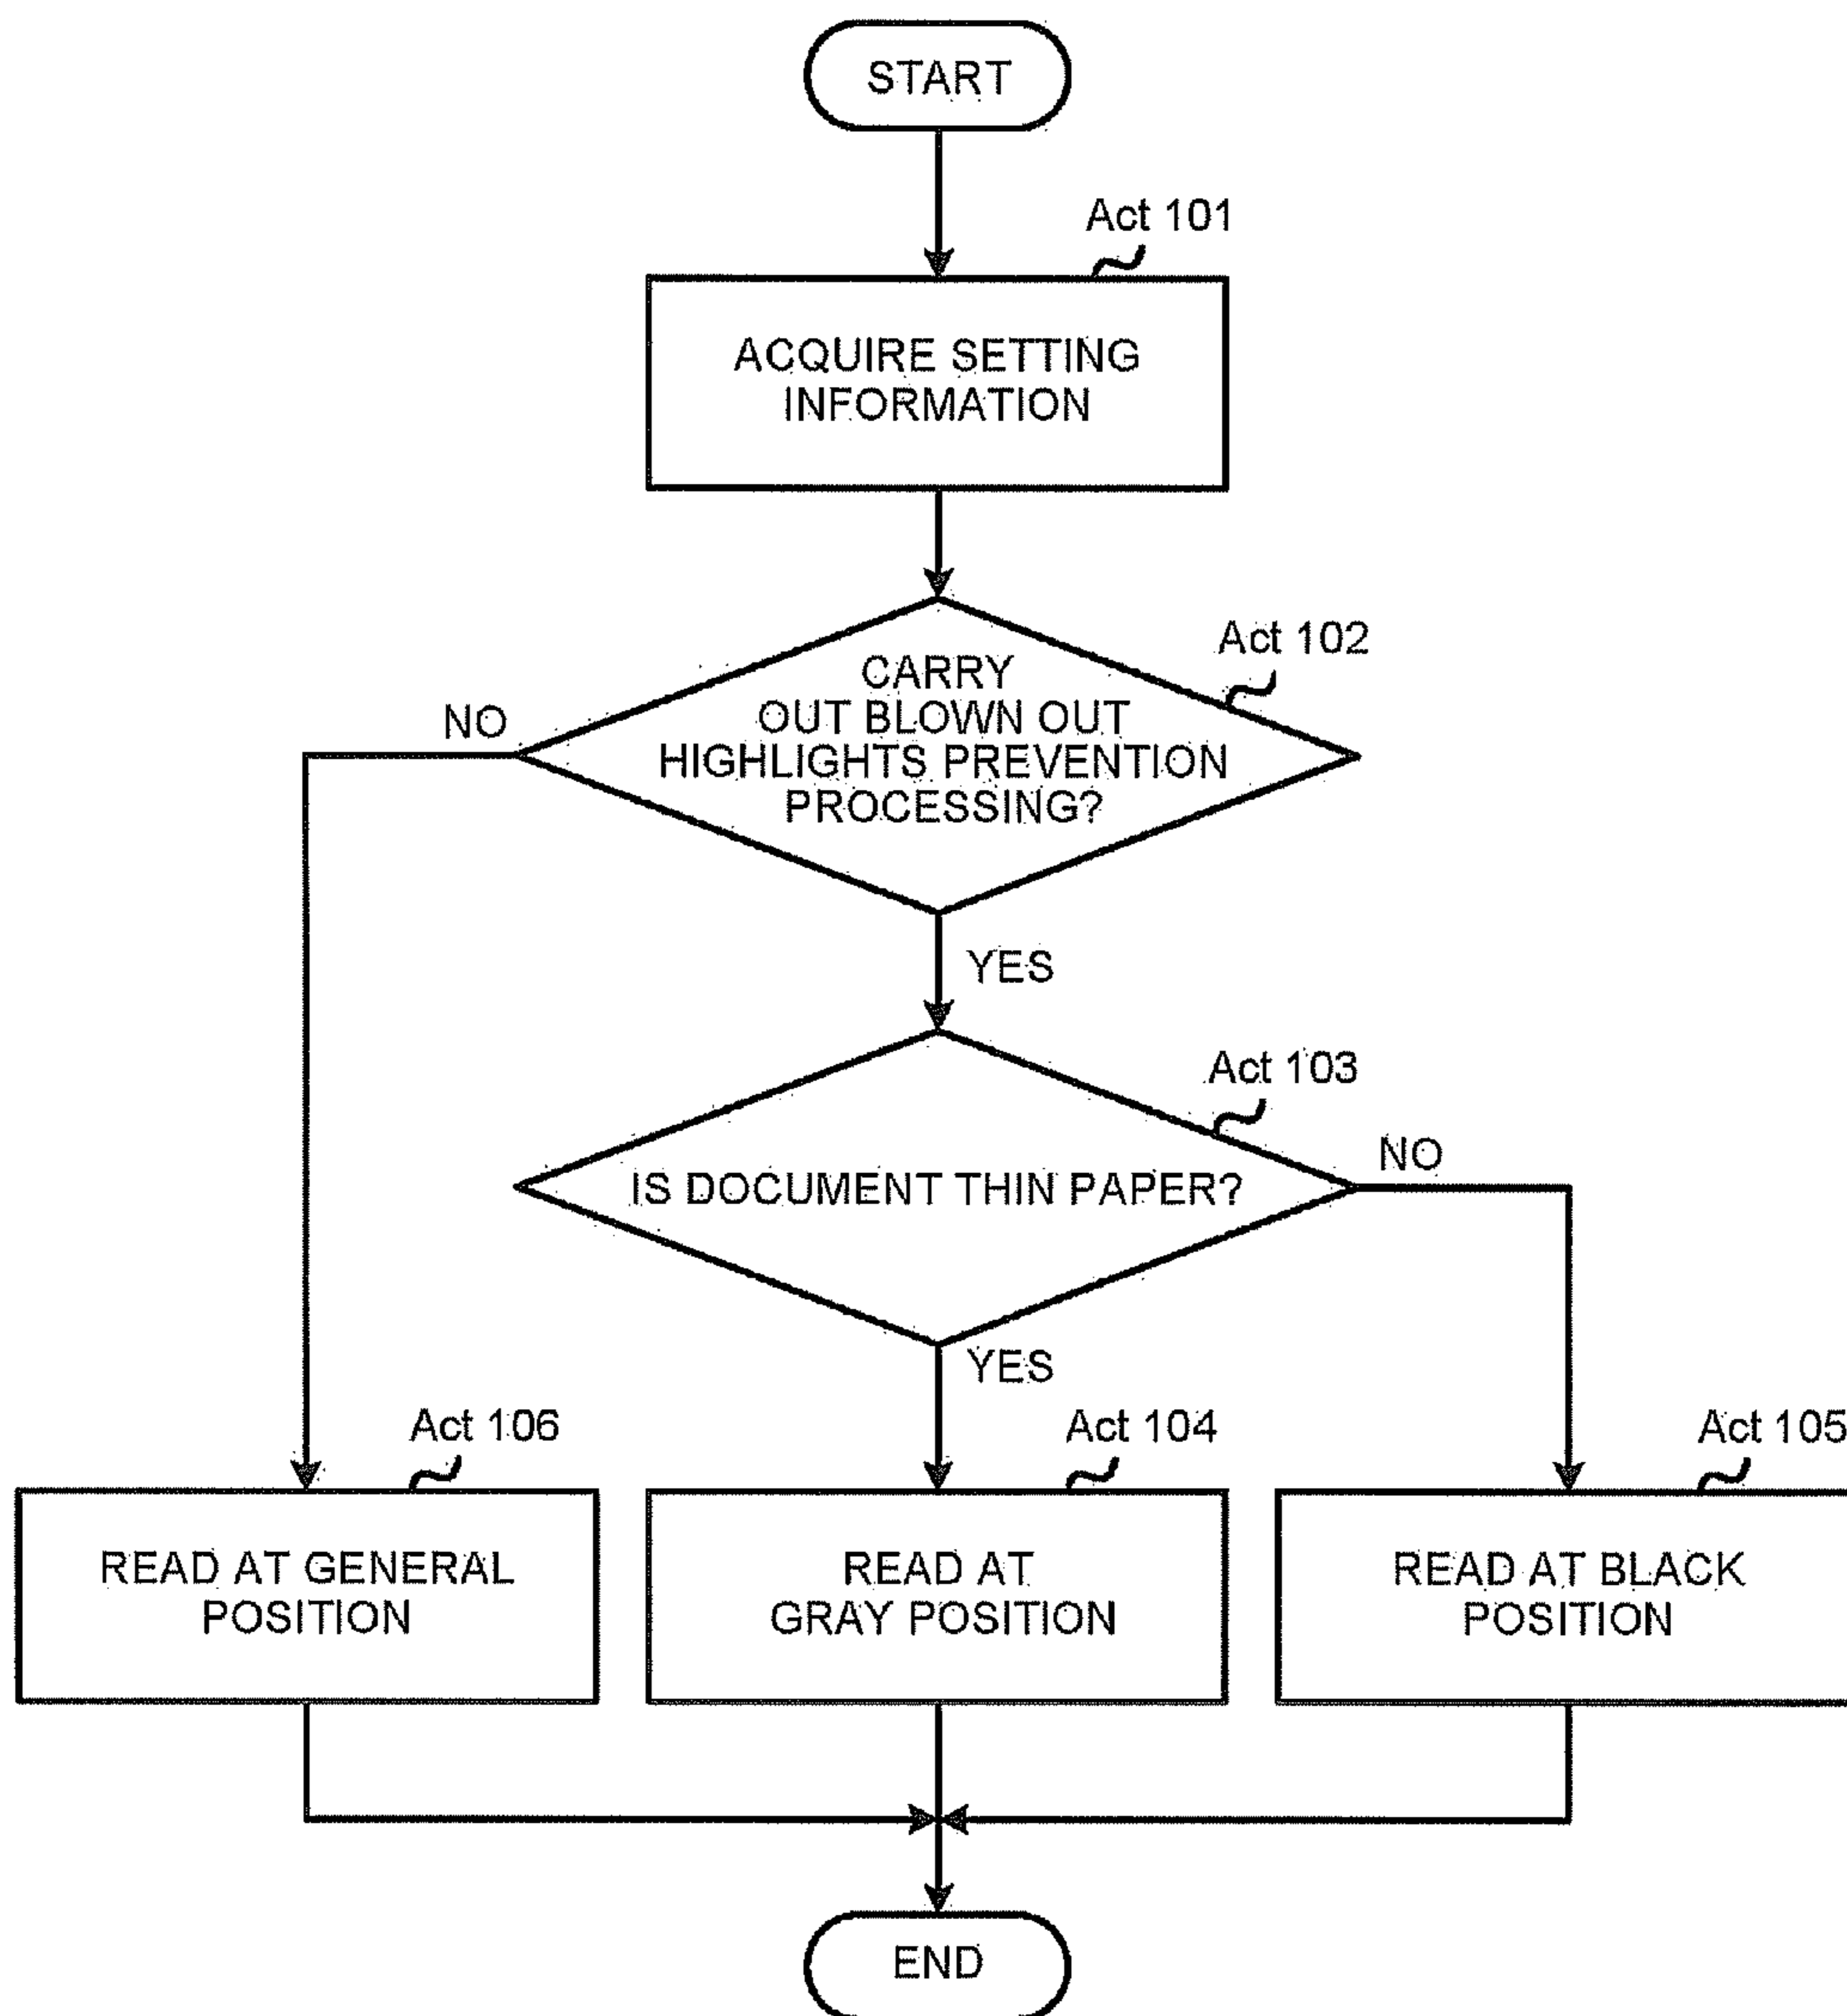 START
Act 101
ACQUIRE SETTING
INFORMATION
Act 102
CARRY
OUT BLOWN OUT
HIGHLIGHTS PREVENTION
PROCESSING?
NO
YES
Act 103
IS DOCUMENT THIN PAPER?
NO
YES
Act 106
Act 104
Act 105
READ AT GENERAL
POSITION
READ AT
GRAY POSITION
READ AT BLACK
POSITION
END